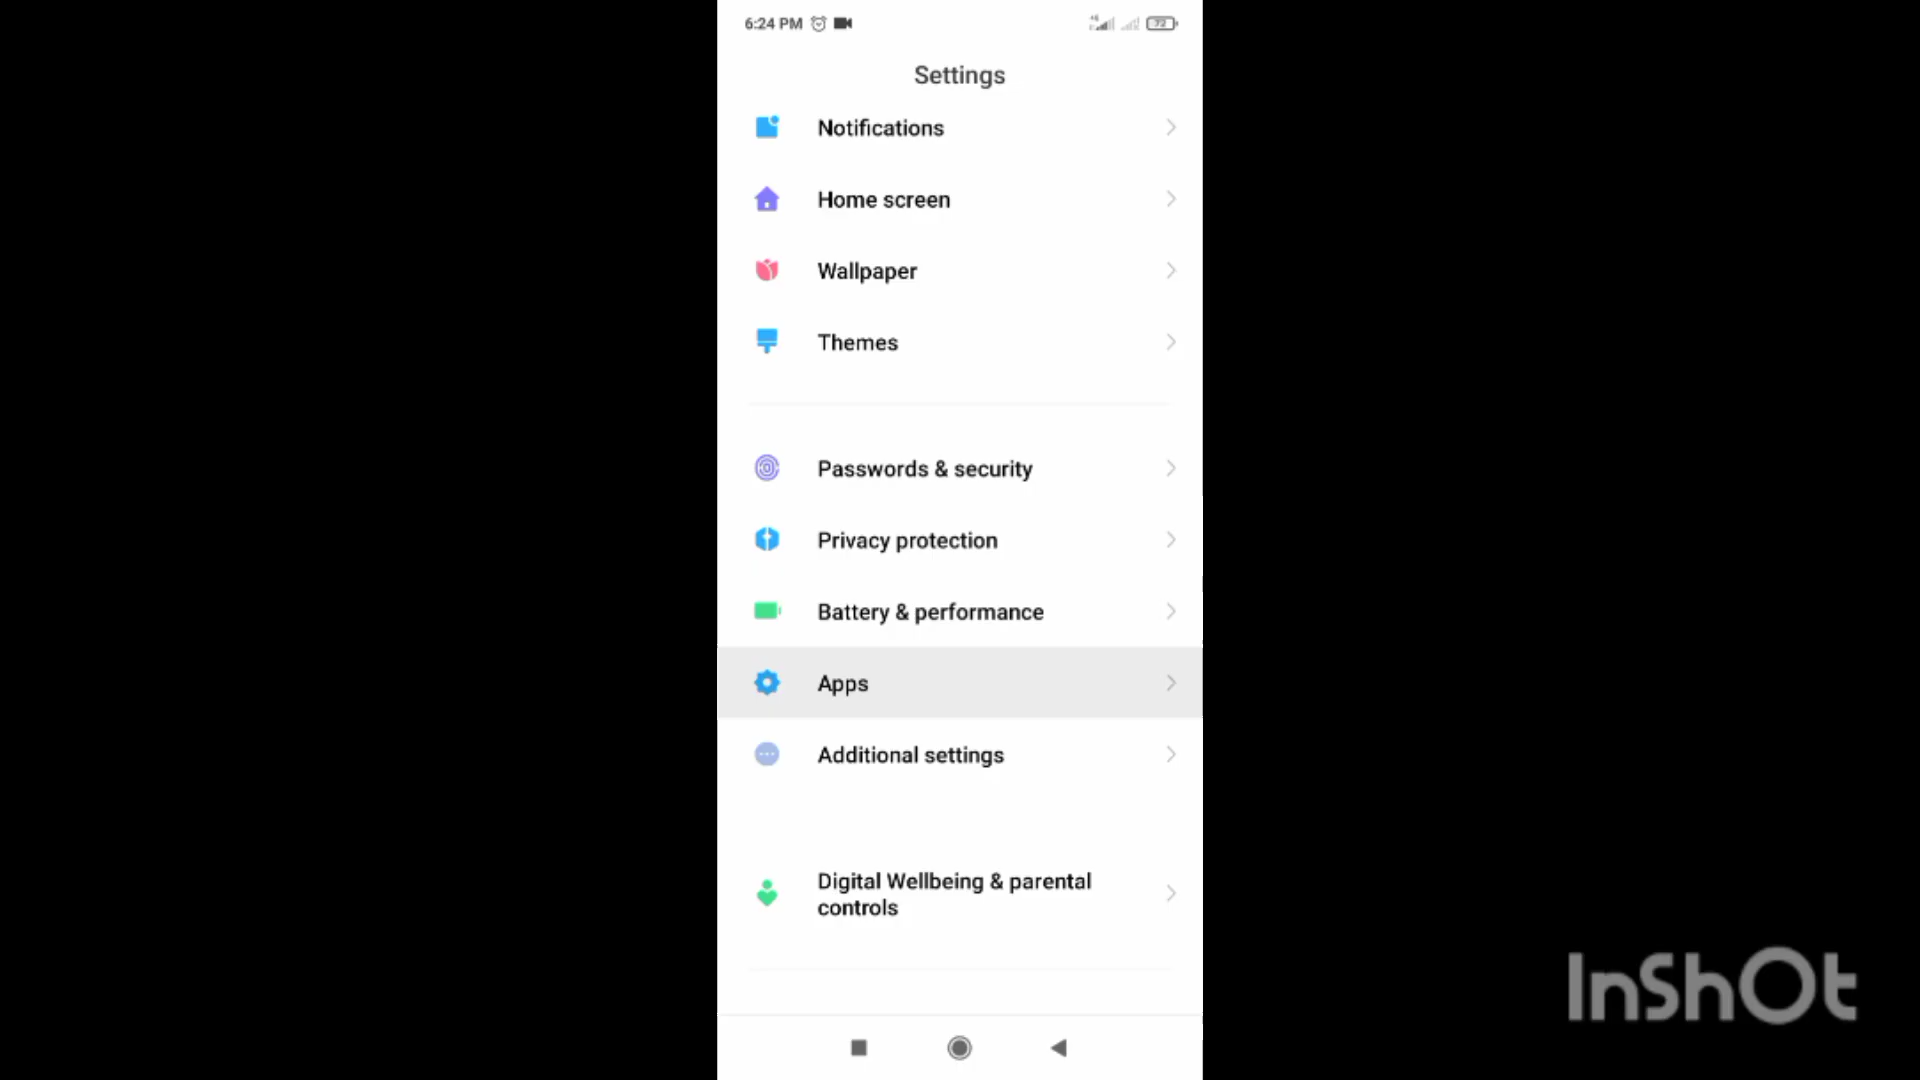 6:24 PM
72
Settings
Notifications
Home screen
Wallpaper
Themes
Passwords & security
Privacy protection
Battery & performance
Apps
Additional settings
Digital Wellbeing & parental
controls
InShOt